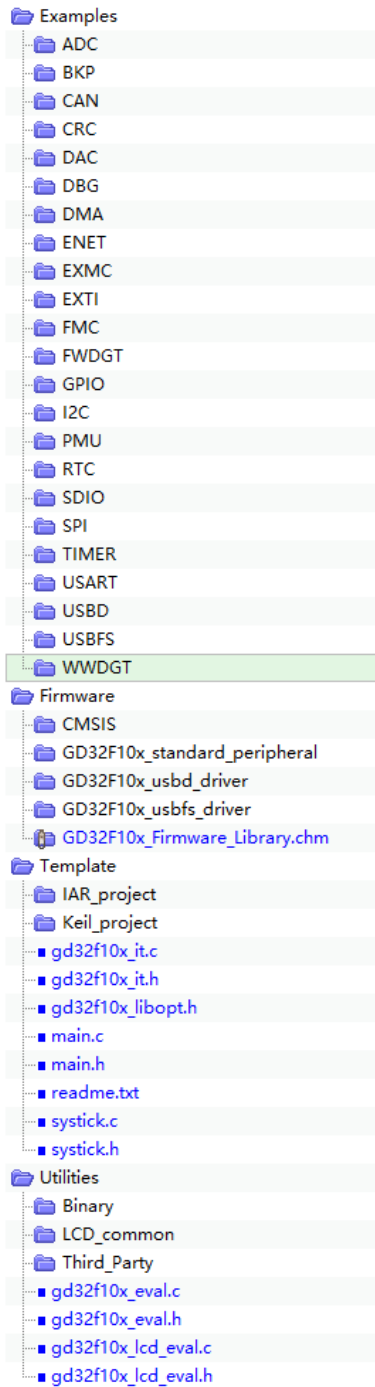 Examples
ADC
BKP
CAN
CRC
DAC
DBG
DMA
ENET
EXMC
EXTI
FMC
FWDGT
GPIO
I2C
PMU
RTC
SDIO
SPI
TIMER
USART
USBD
USBFS
WWDGT
Firmware
CMSIS
GD32F10x_standard_peripheral
GD32F10x_usbd_driver
GD32F10x_usbfs_driver
GD32F10x_Firmware_Library.chm
Template
IAR_project
Keil_project
gd32f10x_it.c
gd32f10x_it.h
gd32f10x_libopt.h
main.c
main.h
readme.txt
systick.c
systick.h
Utilities
Binary
LCD_common
Third_Party
gd32f10x_eval.c
gd32f10x_eval.h
gd32f10x_lcd_eval.c
gd32f10x_lcd_eval.h